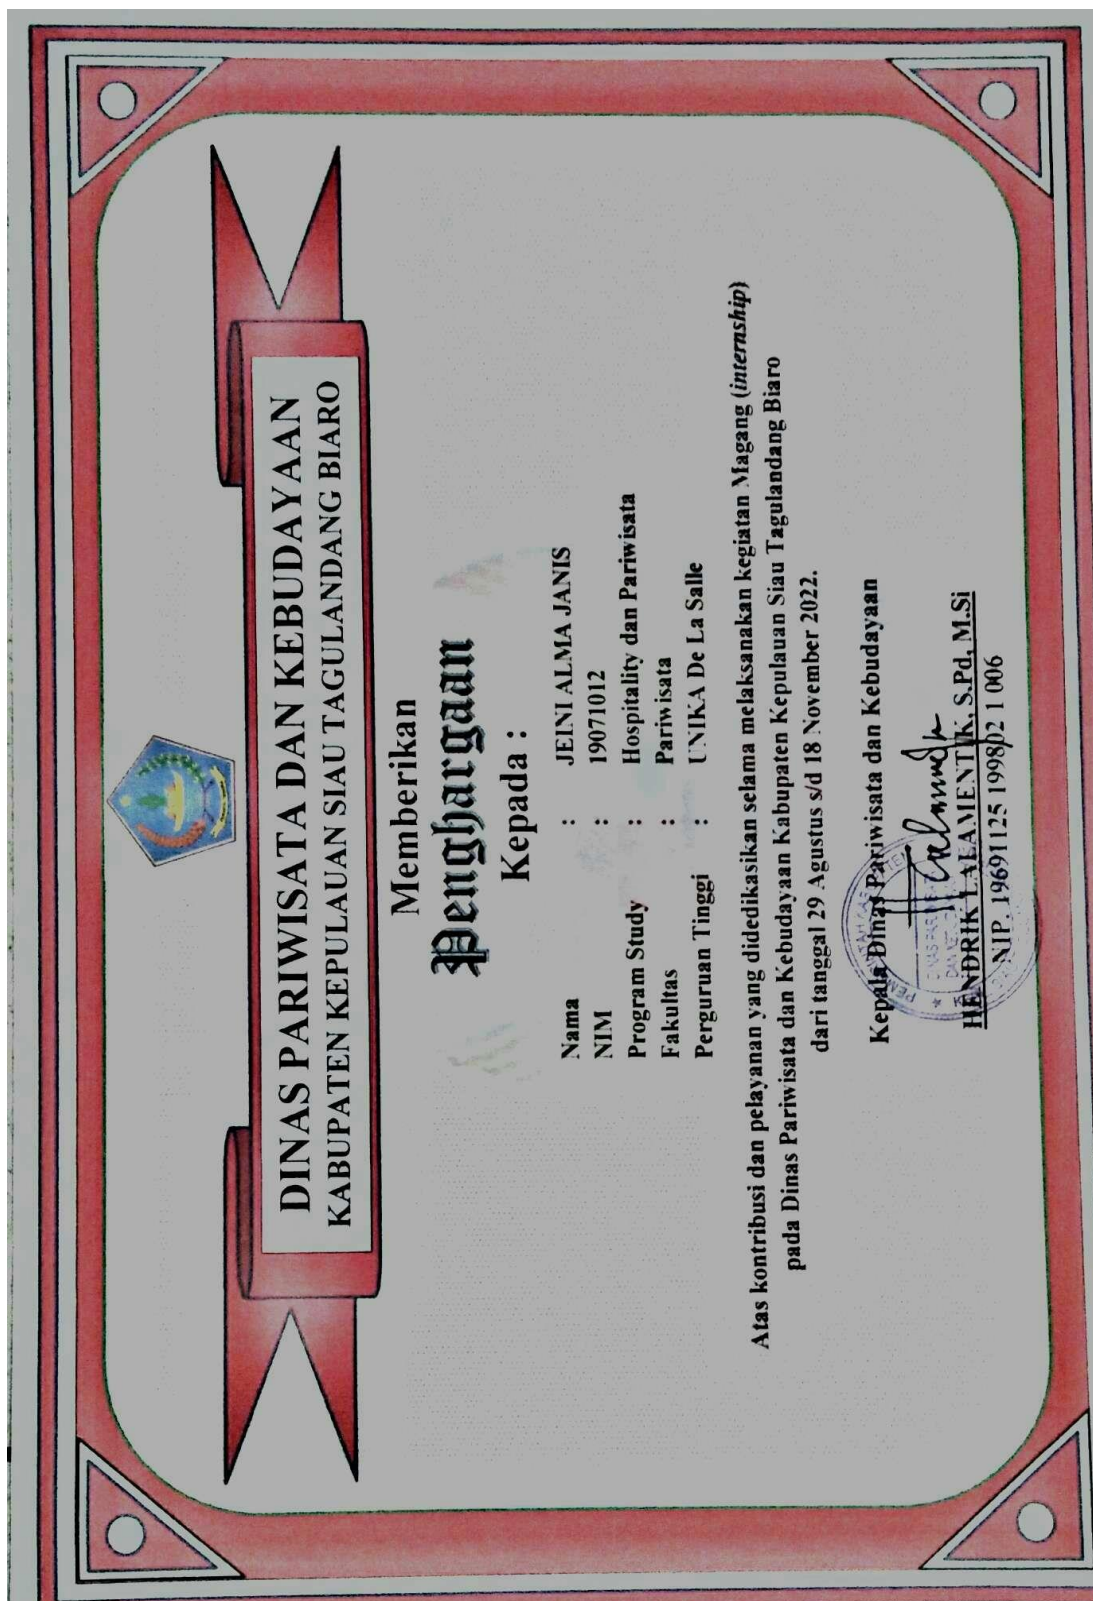 DINAS PARIWISATA DAN KEBUDAYAAN
KABUPATEN KEPULAUAN SIAU TAGULANDANG BIARO
Memberikan
Penghargaan
Kepada :
Nama : JEINI ALMA JANIS
NIM : 19071012
Program Study : Hospitality dan Pariwisata
Fakultas : Pariwisata
Perguruan Tinggi : UNIKA De La Salle
Atas kontribusi dan pelayanan yang didedikasikan selama melaksanakan kegiatan Magang (internship)
pada Dinas Pariwisata dan Kebudayaan Kabupaten Kepulauan Siau Tagulandang Biaro
dari tanggal 29 Agustus s/d 18 November 2022.
Kepala Dinas Pariwisata dan Kebudayaan
HENDRIK LALAMENTIK, S.Pd, M.Si
NIP. 19691125 199802 1 006